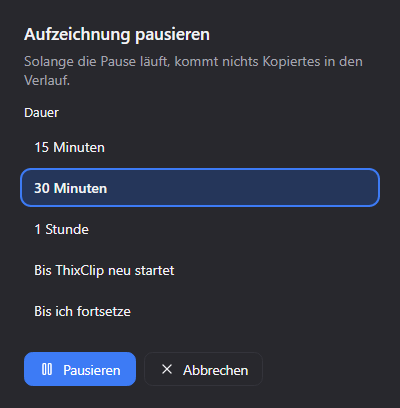 Aufzeichnung pausieren
Solange die Pause läuft, kommt nichts Kopiertes in den
Verlauf.
Dauer
15 Minuten
30 Minuten
1 Stunde
Bis ThixClip neu startet
Bis ich fortsetze
Pausieren
Abbrechen